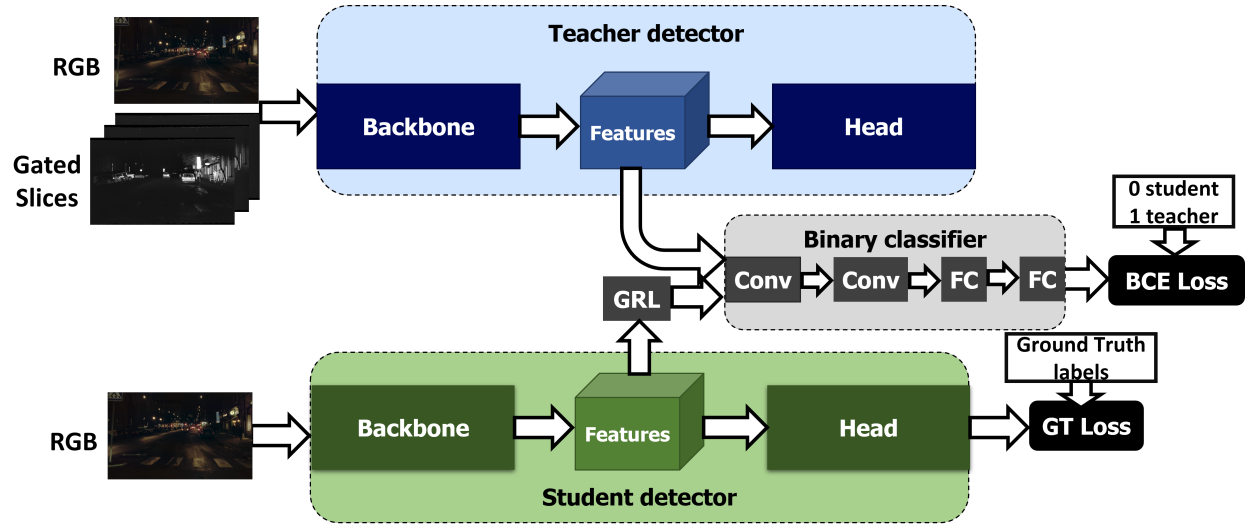 Teacher detector
RGB
Backbone
Features
Head
Gated
Slices
0 student
1 teacher
Binary classifier
Conv
Conv
FC
FC
BCE Loss
GRL
Ground Truth
labels
GT Loss
RGB
Backbone
Features
Head
Student detector